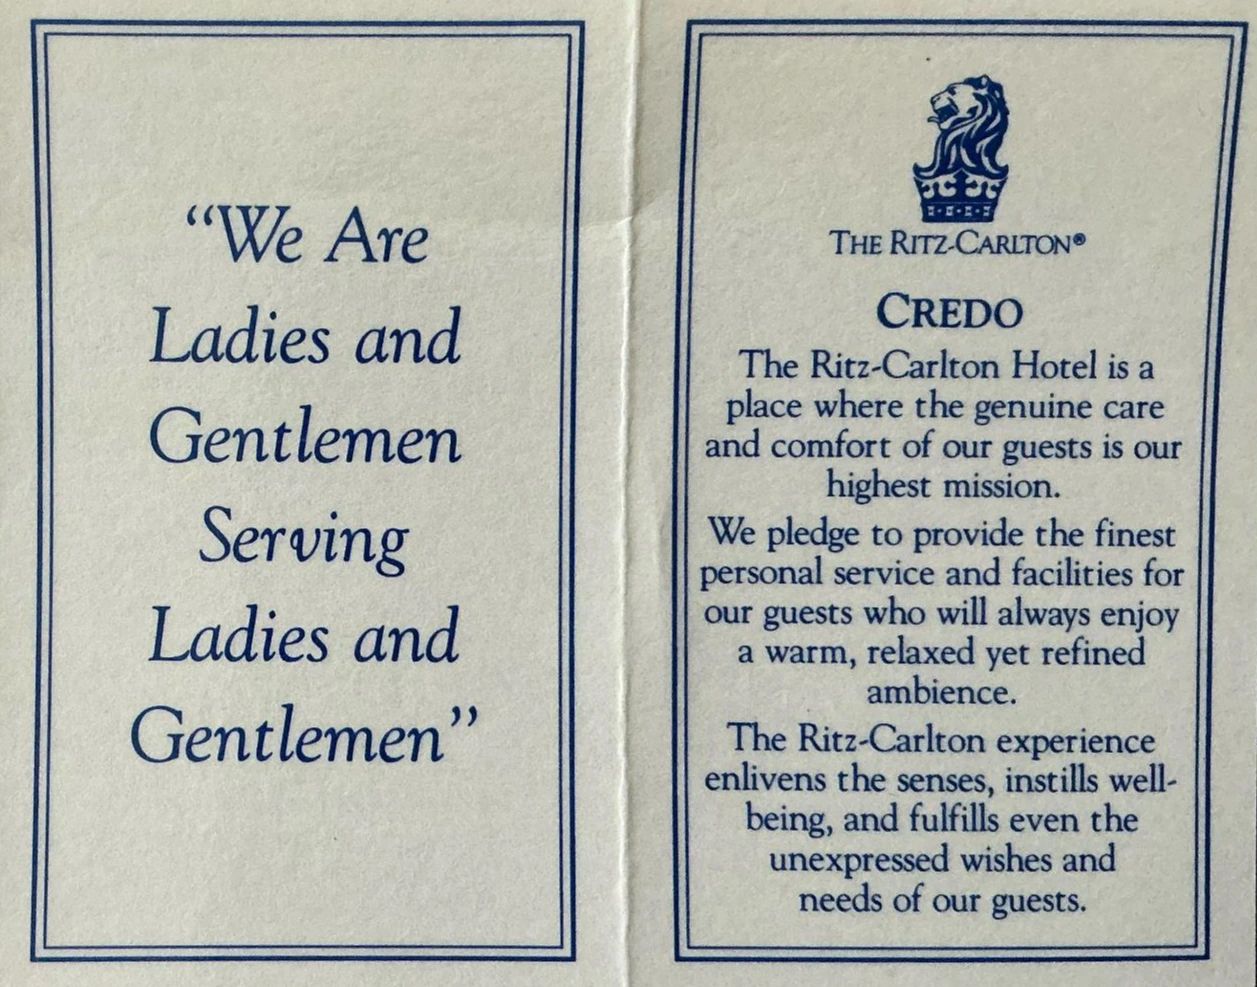 “We Are
Ladies and
Gentlemen
Serving
Ladies and
Gentlemen”
THE RITZ-CARLTON®
CREDO
The Ritz-Carlton Hotel is a
place where the genuine care
and comfort of our guests is our
highest mission.
We pledge to provide the finest
personal service and facilities for
our guests who will always enjoy
a warm, relaxed yet refined
ambience.
The Ritz-Carlton experience
enlivens the senses, instills well-
being, and fulfills even the
unexpressed wishes and
needs of our guests.